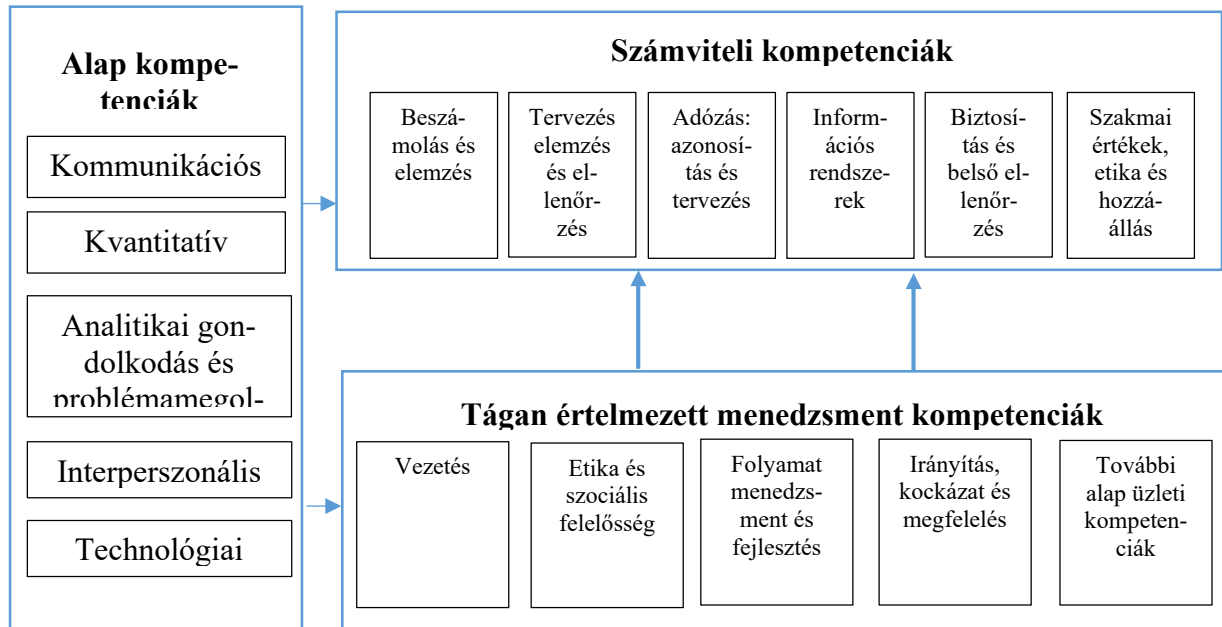 Alap kompe-
tenciák
Kommunikációs
Kvantitatív
Analitikai gon-
dolkodás és
problémamegol-
Interperszonális
Technológiai
Számviteli kompetenciák
Beszá-
molás és
elemzés
Tervezés
elemzés
és el-
lenőr-
zés
Adózás:
azonosí-
tás és
tervezés
Inform-
ációs
rendsze-
rek
Biztosí-
tás és
belső el-
lenőr-
zés
Szakmai
értékek,
etika és
hozzá-
állás
Tágan értelmezett menedzsment kompetenciák
Vezetés
Etika és
szociális
felelősség
Folyamat
menedzs-
ment és
fejlesztés
Irányítás,
kockázat és
megfelelés
További
alap üzleti
kompeten-
ciák